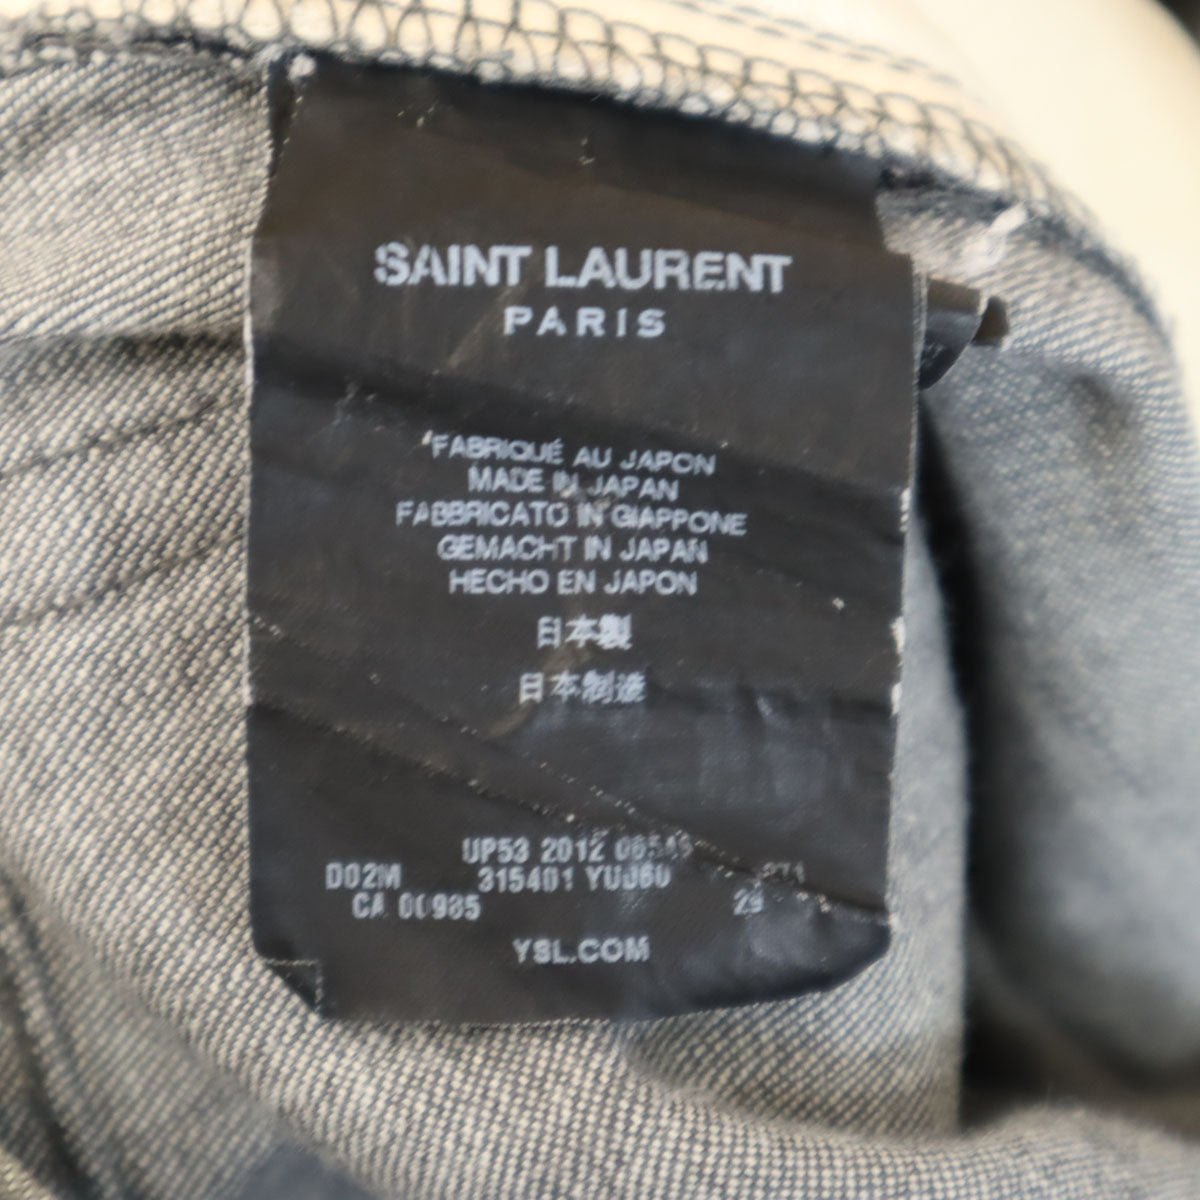 SAINT LAURENT
PARIS
FABRIQUÉ AU JAPON
MADE IN JAPAN
FABBRICATO IN GIAPPONE
GEMACHT IN JAPAN
HECHO EN JAPON
日本製
日本制造
UP53 2012
D02M 315401
CA 00985 29
YSL.COM